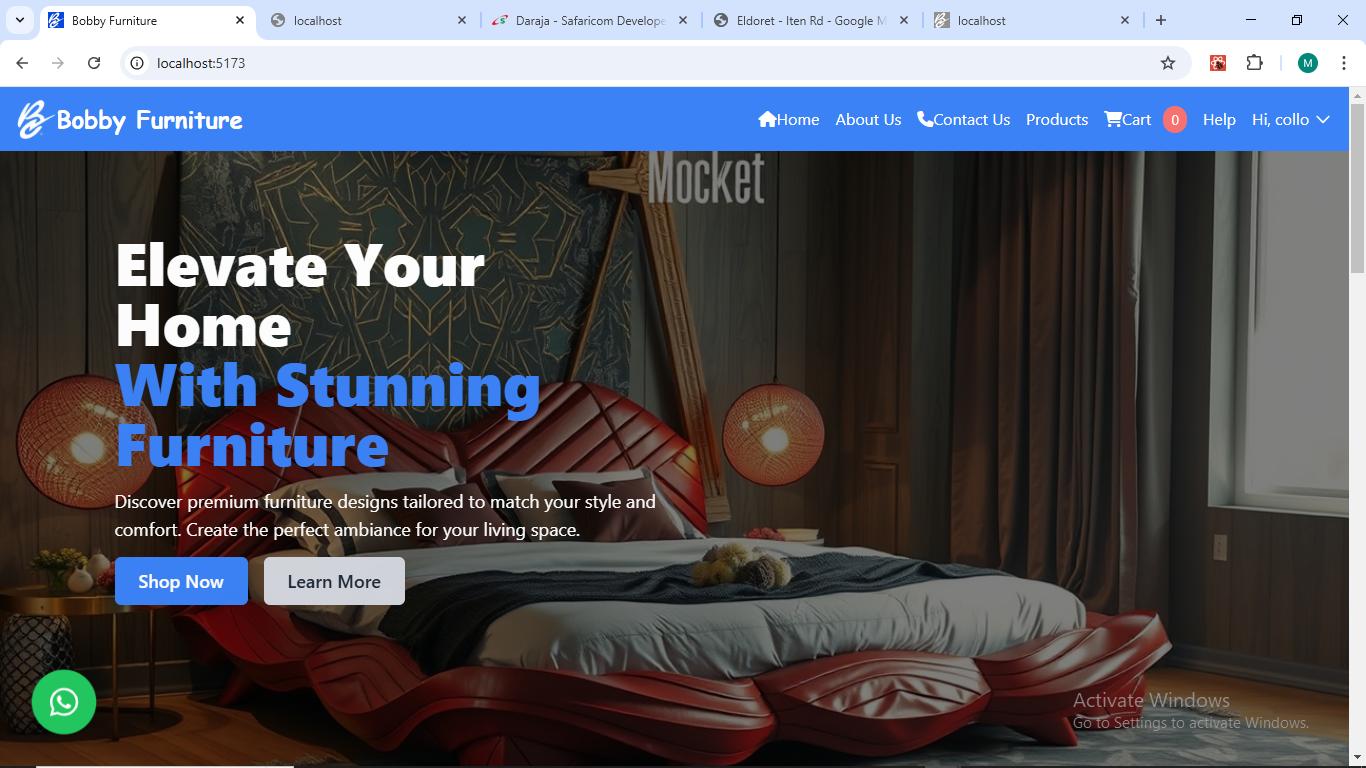 Bobby Furniture
localhost
Daraja - Safaricom Develope
Eldoret - Iten Rd - Google M
localhost
localhost:5173
M
Bobby Furniture
Home
About Us
Contact Us
Products
Cart
0
Help
Hi, collo
Mocket
Elevate Your
Home
With Stunning
Furniture
Discover premium furniture designs tailored to match your style and
comfort. Create the perfect ambiance for your living space.
Shop Now
Learn More
Activate Windows
Go to Settings to activate Windows.